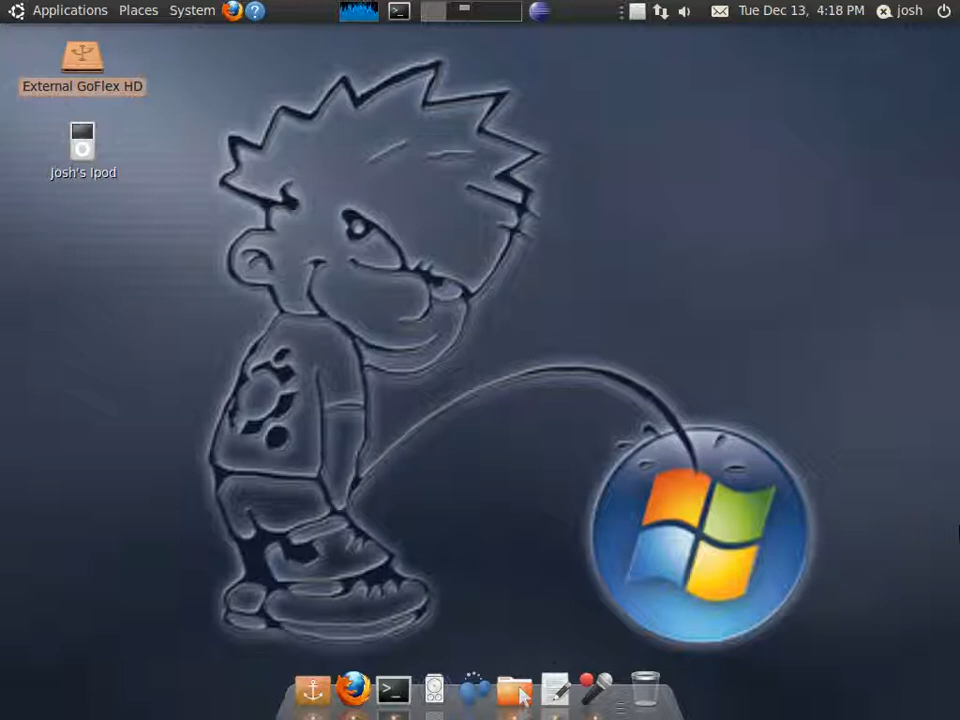 Applications Places System Tue Dec 13, 4:18 PM josh
External GoFlex HD
Josh's Ipod